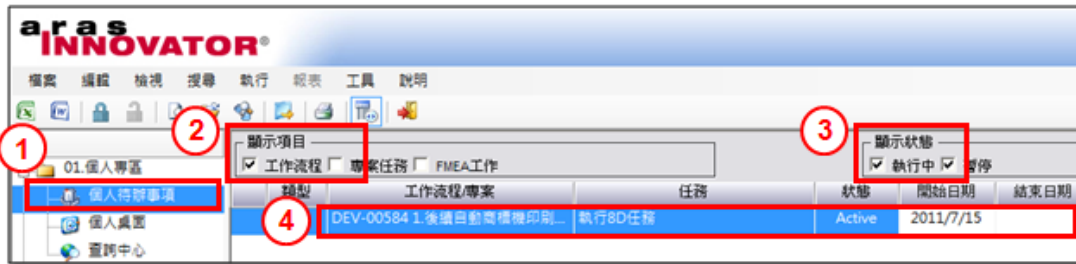 aras
INNOVATOR®
檔案 編輯 檢視 搜尋 執行 報表 工具 說明
1
2
3
顯示項目
顯示狀態
工作流程 專案任務 FMEA工作
執行中 暫停
01.個人專區
個人待辦事項
個人桌面
查詢中心
類型 工作流程/專案 任務 狀態 開始日期 結束日期
4
DEV-00584 1.後續自動商櫃機印刷... 執行8D任務 Active 2011/7/15